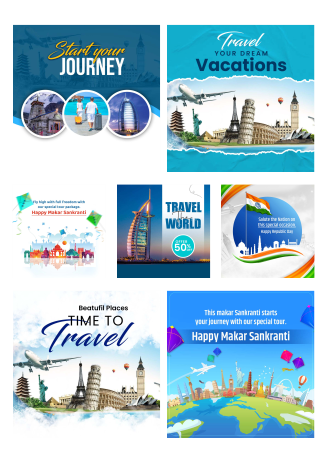 Start your
JOURNEY
Travel
YOUR DREAM
Vacations
Fly high with full freedom with
our special tour package.
Happy Makar Sankranti
TRAVEL
The
WORLD
OFFER
50%
Salute the Nation on
this special occasion.
Happy Republic Day
Beatufil Places
TIME TO
Travel
This makar Sankranti starts
your journey with our special tour.
Happy Makar Sankranti